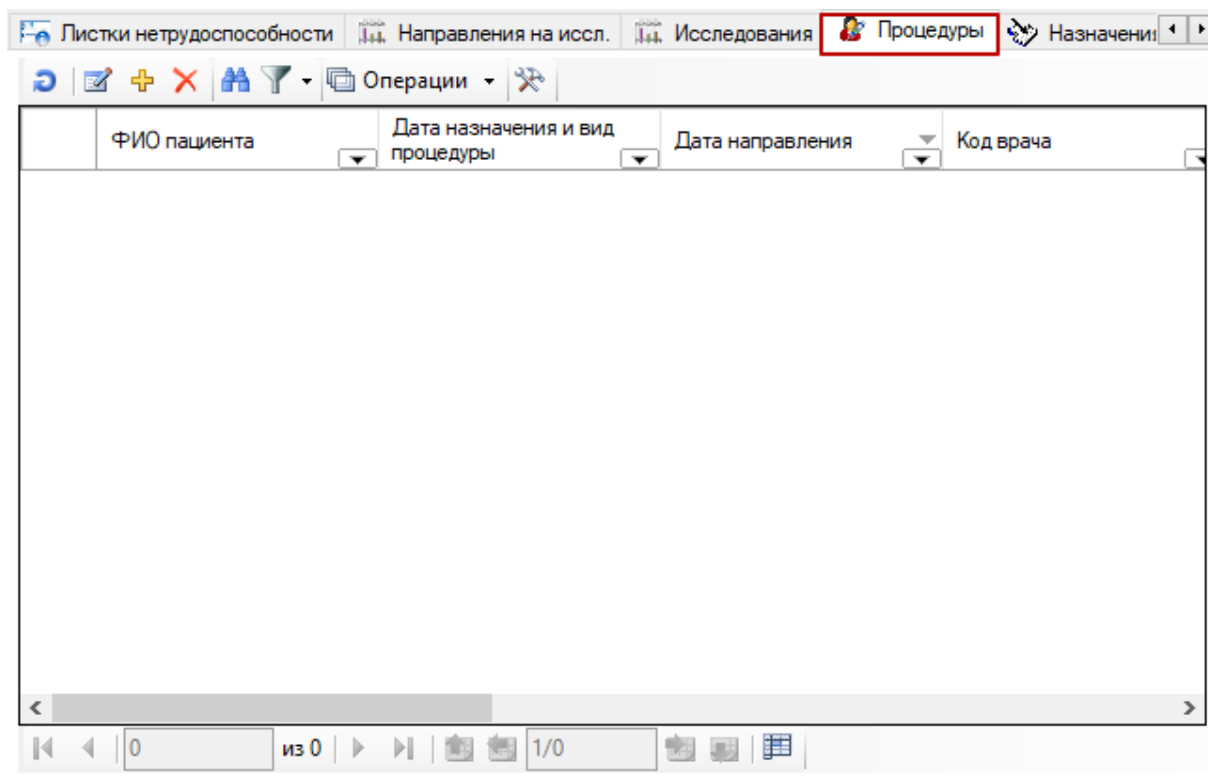 Листки нетрудоспособности Направления на иссл. Исследования Процедуры Назначения
Операции
ФИО пациента Дата назначения и вид процедуры Дата направления Код врача
0 из 0 1/0